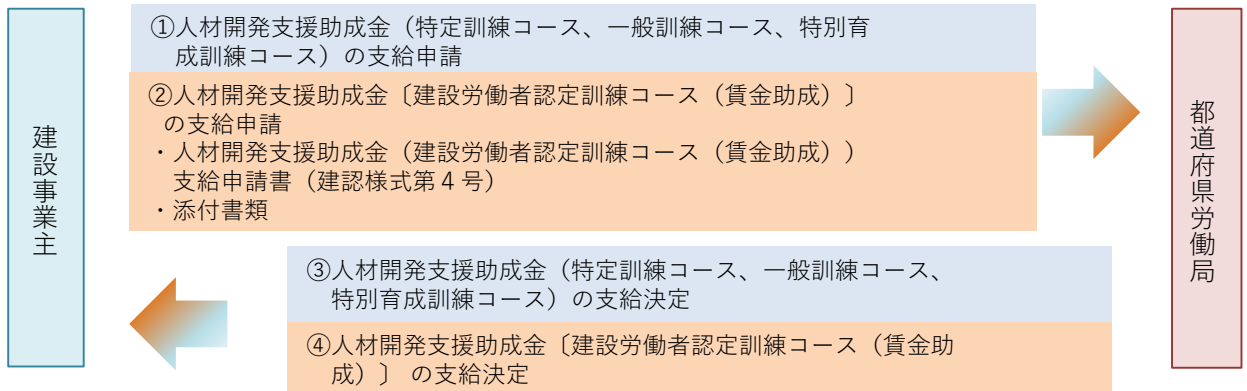 建設事業主
①人材開発支援助成金（特定訓練コース、一般訓練コース、特別育
成訓練コース）の支給申請
②人材開発支援助成金〔建設労働者認定訓練コース（賃金助成）〕
の支給申請
・人材開発支援助成金（建設労働者認定訓練コース（賃金助成））
支給申請書（建認様式第４号）
・添付書類
都道府県労働局
③人材開発支援助成金（特定訓練コース、一般訓練コース、
特別育成訓練コース）の支給決定
④人材開発支援助成金〔建設労働者認定訓練コース（賃金助
成）〕 の支給決定